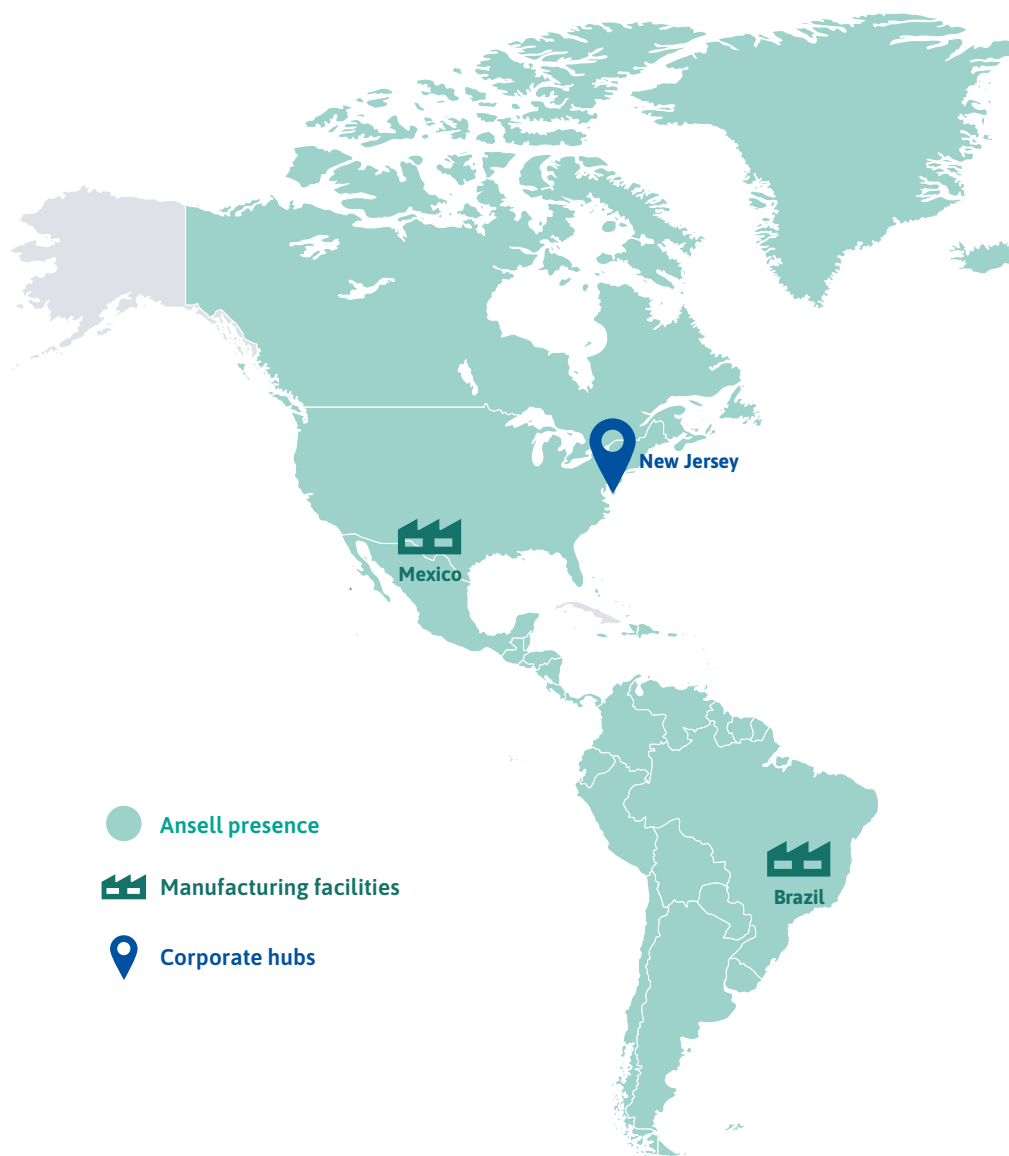 New Jersey
Mexico
Ansell presence
Manufacturing facilities
Brazil
Corporate hubs